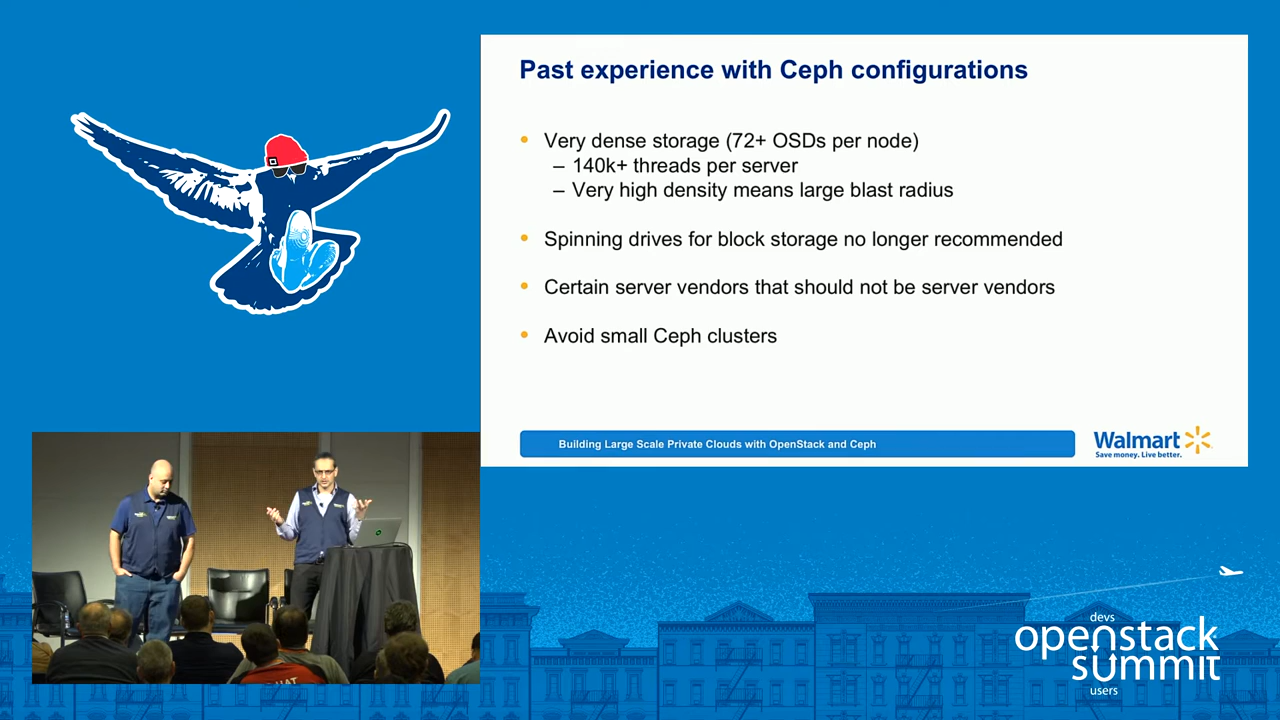 Past experience with Ceph configurations
• Very dense storage (72+ OSDs per node)
– 140k+ threads per server
– Very high density means large blast radius
• Spinning drives for block storage no longer recommended
• Certain server vendors that should not be server vendors
• Avoid small Ceph clusters
Building Large Scale Private Clouds with OpenStack and Ceph
Walmart
Save money. Live better.
devs
openstack
summit
users